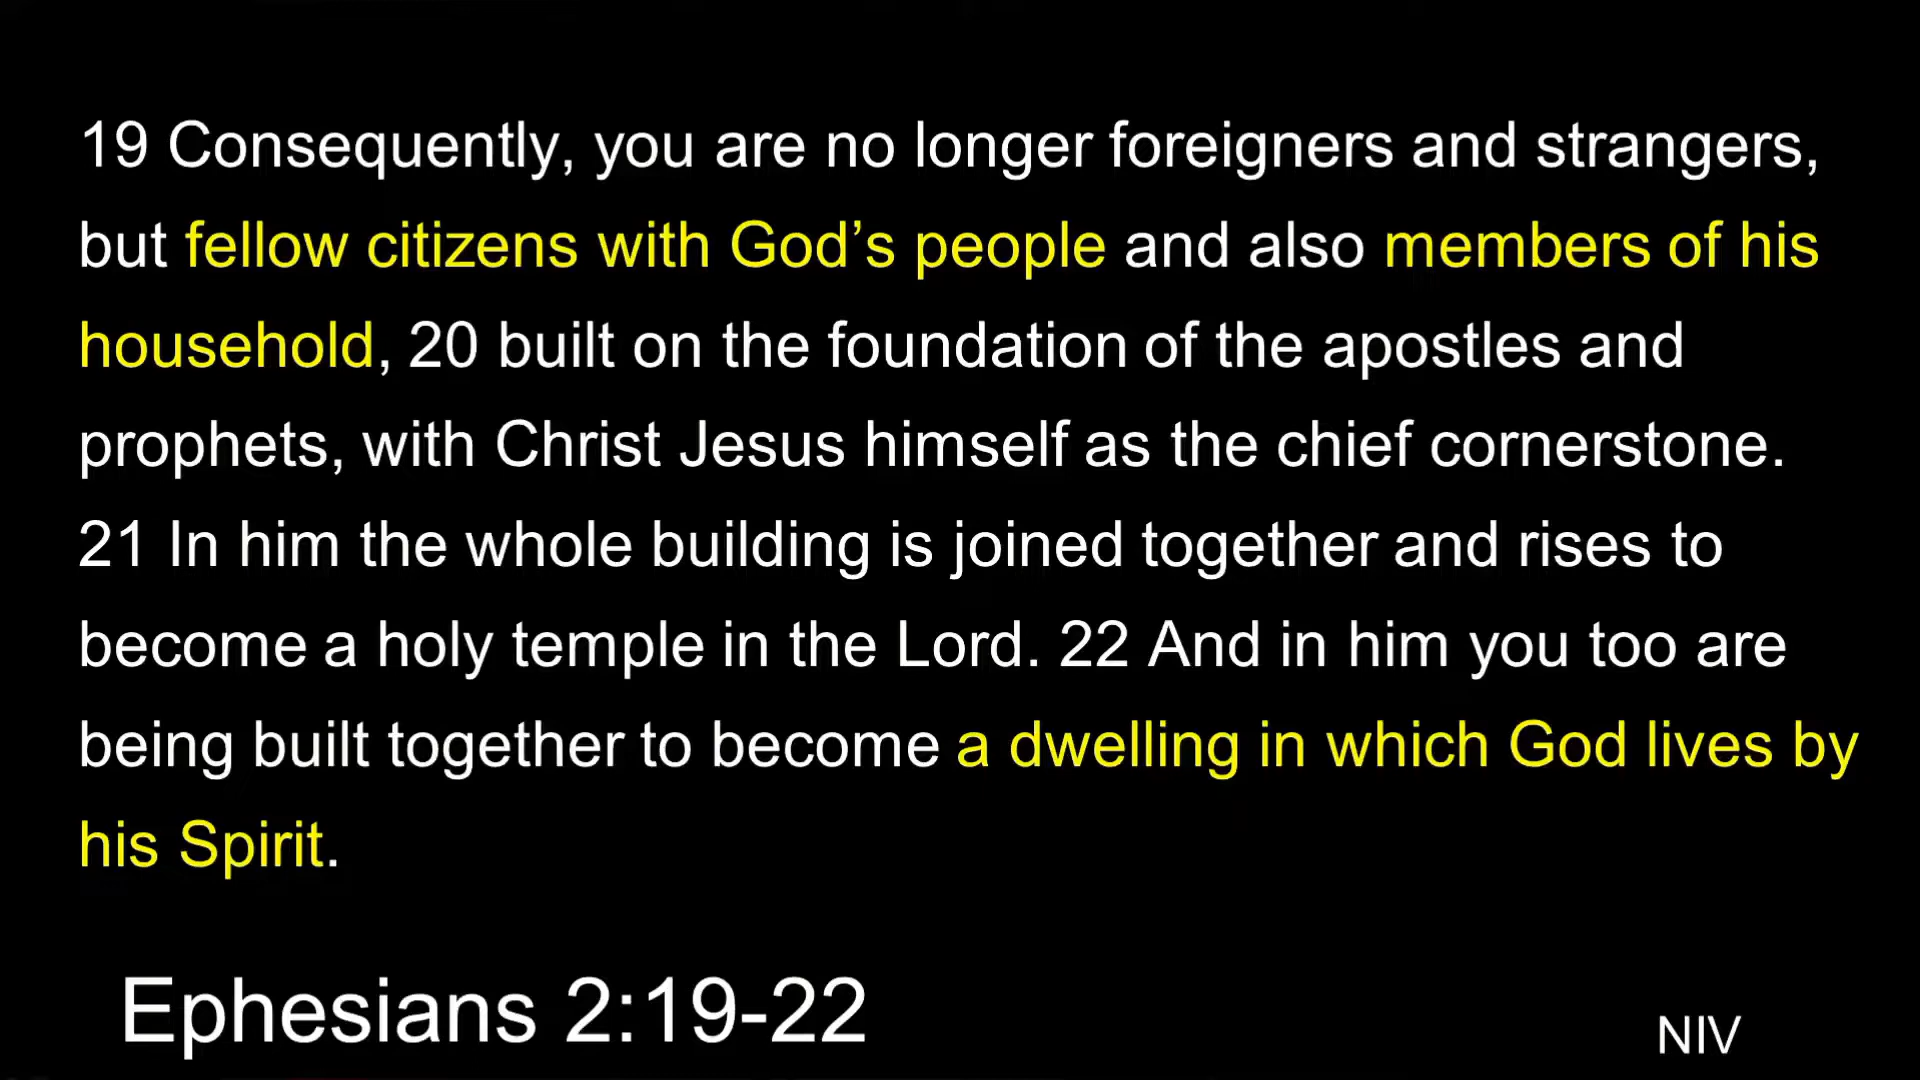 19 Consequently, you are no longer foreigners and strangers,
but fellow citizens with God’s people and also members of his
household, 20 built on the foundation of the apostles and
prophets, with Christ Jesus himself as the chief cornerstone.
21 In him the whole building is joined together and rises to
become a holy temple in the Lord. 22 And in him you too are
being built together to become a dwelling in which God lives by
his Spirit.
Ephesians 2:19-22
NIV